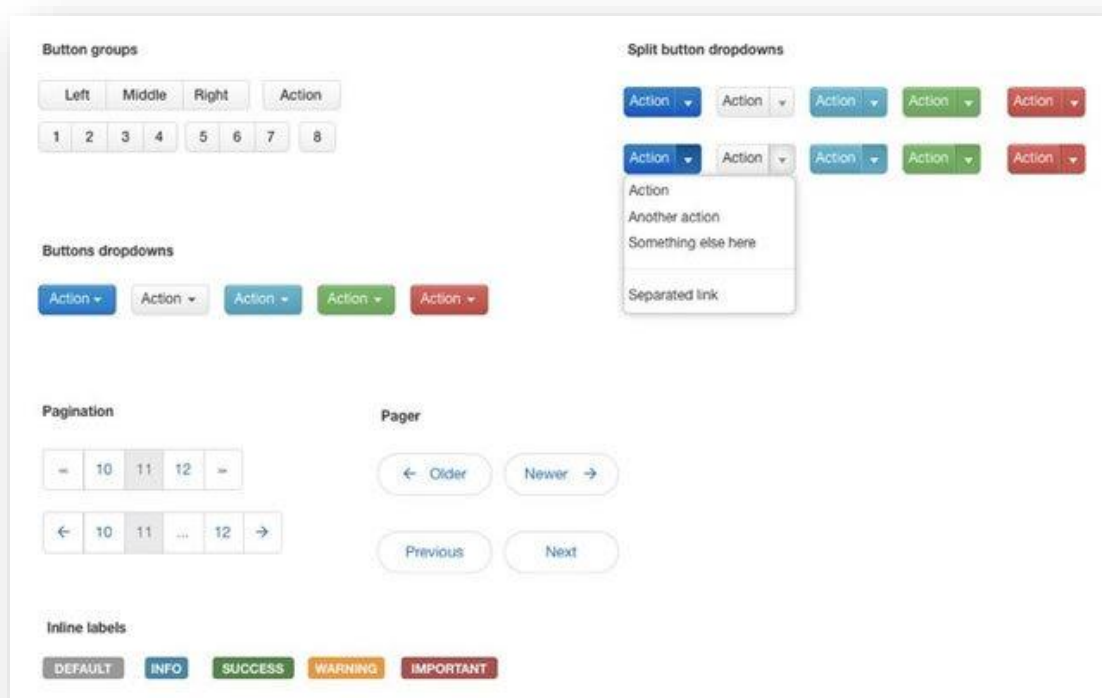 Button groups
Left Middle Right Action
1 2 3 4 5 6 7 8
Split button dropdowns
Action Action Action Action Action
Action Action Action Action Action
Action
Another action
Something else here
Separated link
Buttons dropdowns
Action Action Action Action Action
Pagination
10 11 12
← 10 11 ... 12 →
Pager
← Older Newer →
Previous Next
Inline labels
DEFAULT INFO SUCCESS WARNING IMPORTANT